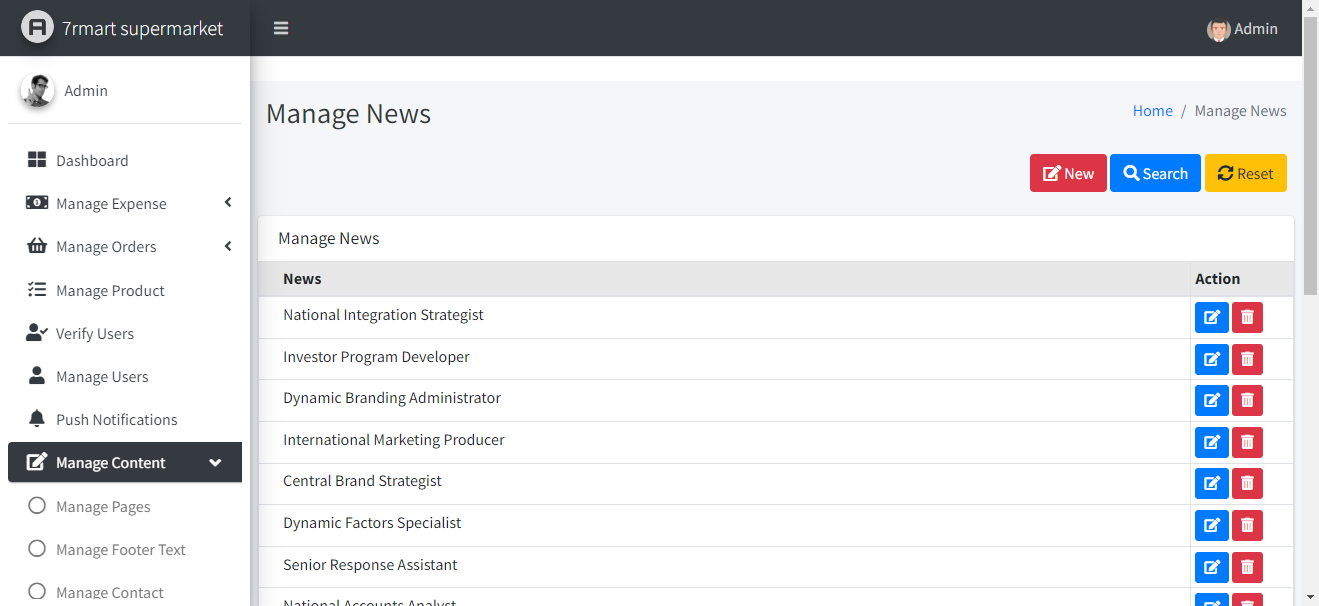 7rmart supermarket
Admin
Admin
Dashboard
Manage Expense
Manage Orders
Manage Product
Verify Users
Manage Users
Push Notifications
Manage Content
Manage Pages
Manage Footer Text
Manage Contact
Manage News
Home / Manage News
New Search Reset
Manage News
News Action
National Integration Strategist
Investor Program Developer
Dynamic Branding Administrator
International Marketing Producer
Central Brand Strategist
Dynamic Factors Specialist
Senior Response Assistant
National Accounts Analyst